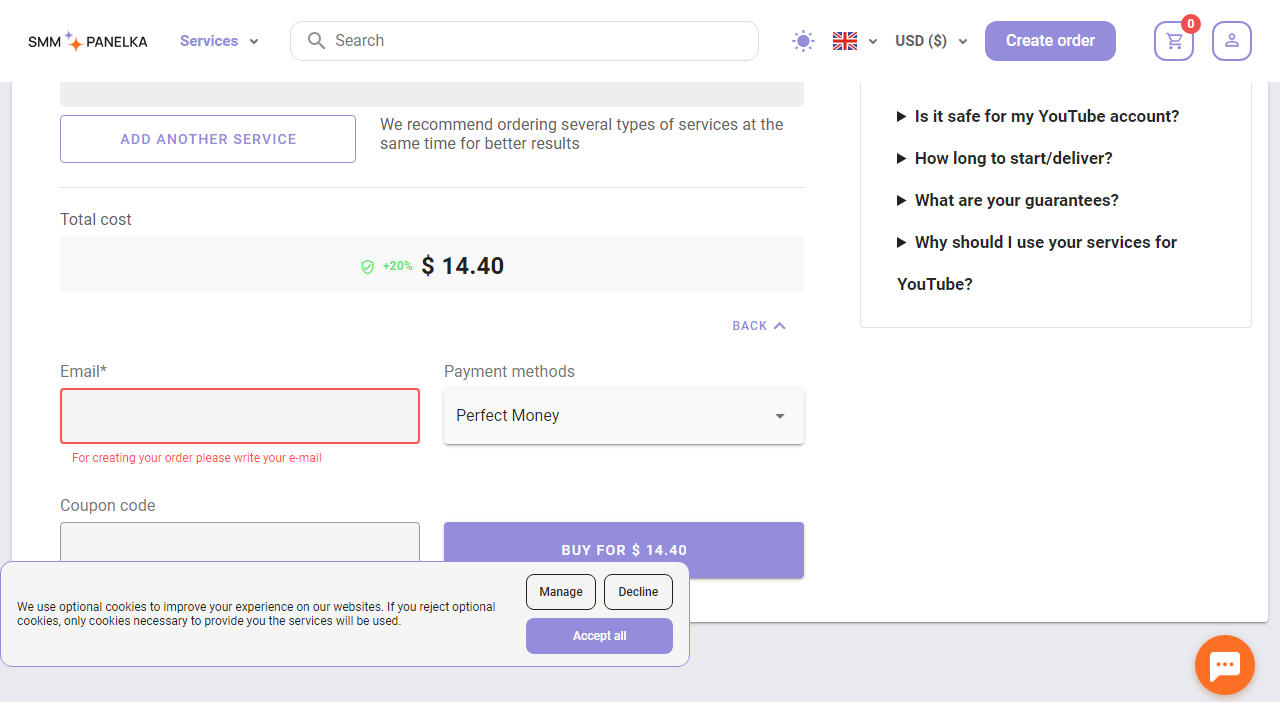 SMM PANELKA
Services
Search
USD ($)
Create order
0
ADD ANOTHER SERVICE
We recommend ordering several types of services at the
same time for better results
Total cost
+20% $ 14.40
BACK
Email*
For creating your order please write your e-mail
Payment methods
Perfect Money
Coupon code
BUY FOR $ 14.40
Is it safe for my YouTube account?
How long to start/deliver?
What are your guarantees?
Why should I use your services for
YouTube?
We use optional cookies to improve your experience on our websites. If you reject optional
cookies, only cookies necessary to provide you the services will be used.
Manage
Decline
Accept all